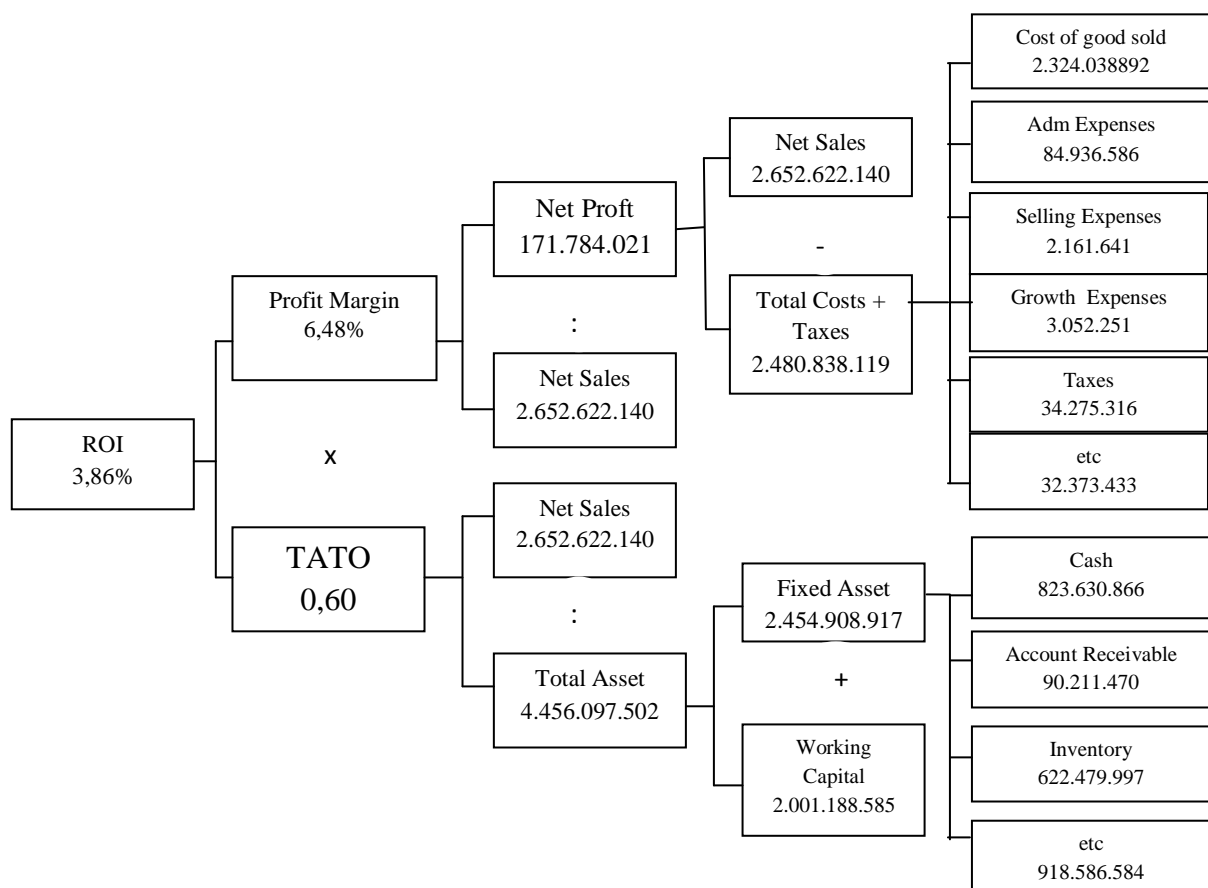 Cost of good sold
2.324.038892
Adm Expenses
84.936.586
Net Sales
2.652.622.140
Selling Expenses
2.161.641
Net Proft
171.784.021
-
Growth Expenses
3.052.251
Profit Margin
6,48%
Total Costs +
Taxes
2.480.838.119
:
Taxes
34.275.316
Net Sales
2.652.622.140
ROI
3,86%
x
etc
32.373.433
Net Sales
2.652.622.140
TATO
0,60
Cash
823.630.866
Fixed Asset
2.454.908.917
:
Account Receivable
90.211.470
Total Asset
4.456.097.502
+
Working
Capital
2.001.188.585
Inventory
622.479.997
etc
918.586.584